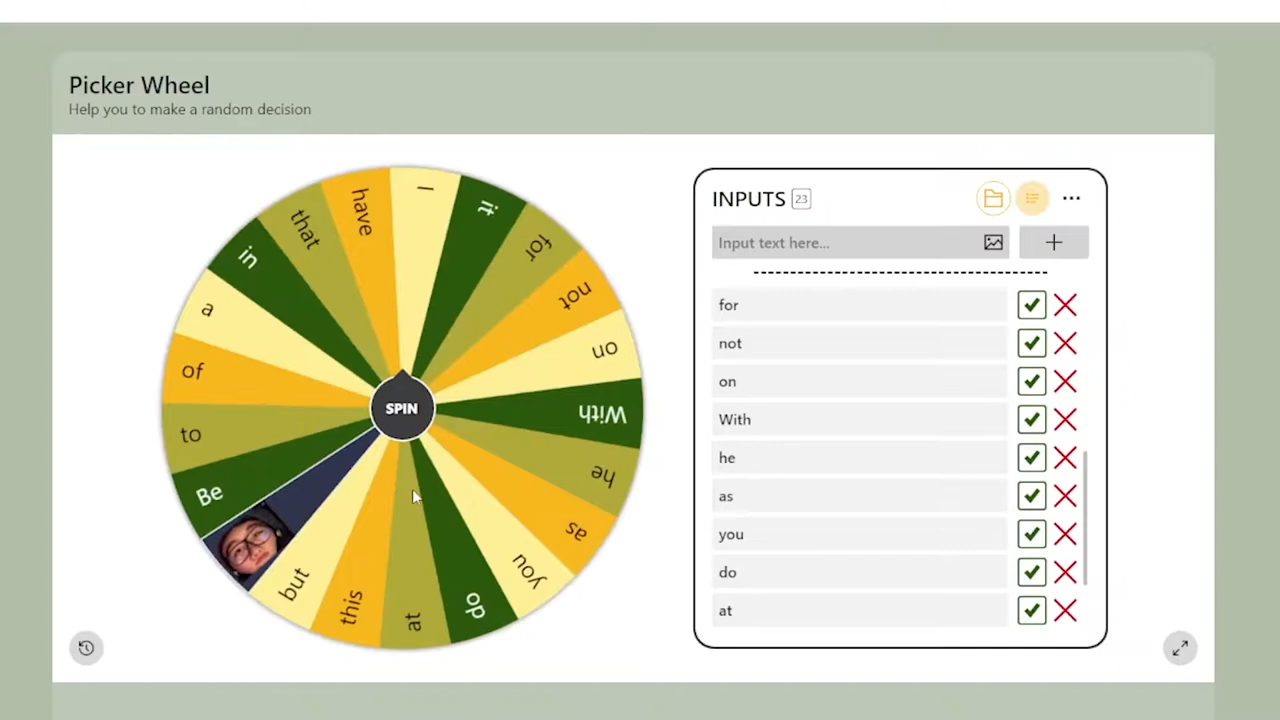 Picker Wheel
Help you to make a random decision
have
I
it
that
for
in
not
a
on
of
SPIN
With
to
he
Be
as
you
but
this
at
do
INPUTS 23
Input text here...
for
not
on
With
he
as
you
do
at